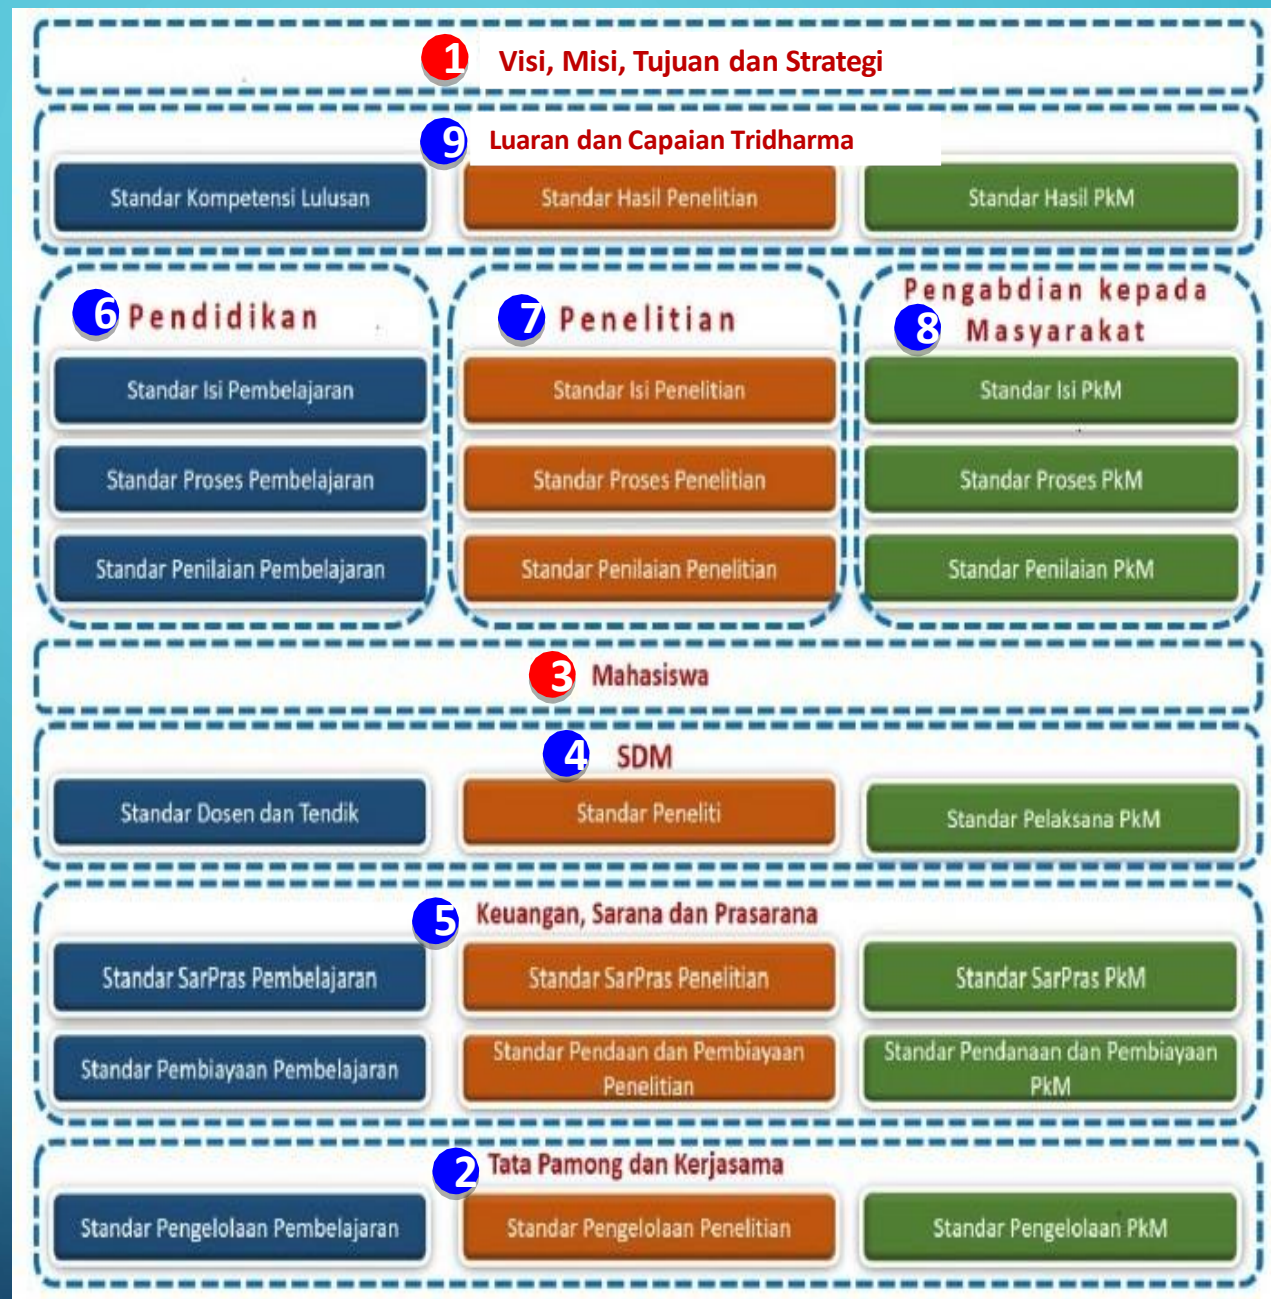 1 Visi, Misi, Tujuan dan Strategi
9 Luaran dan Capaian Tridharma
Standar Kompetensi Lulusan
Standar Hasil Penelitian
Standar Hasil PkM
6 Pendidikan
Standar Isi Pembelajaran
Standar Proses Pembelajaran
Standar Penilaian Pembelajaran
7 Penelitian
Standar Isi Penelitian
Standar Proses Penelitian
Standar Penilaian Penelitian
Pengabdian kepada
8 Masyarakat
Standar Isi PkM
Standar Proses PkM
Standar Penilaian PkM
3 Mahasiswa
4 SDM
Standar Dosen dan Tendik
Standar Peneliti
Standar Pelaksana PkM
5 Keuangan, Sarana dan Prasarana
Standar SarPras Pembelajaran
Standar SarPras Penelitian
Standar SarPras PkM
Standar Pembiayaan Pembelajaran
Standar Pendaan dan Pembiayaan
Penelitian
Standar Pendanaan dan Pembiayaan
PkM
2 Tata Pamong dan Kerjasama
Standar Pengelolaan Pembelajaran
Standar Pengelolaan Penelitian
Standar Pengelolaan PkM